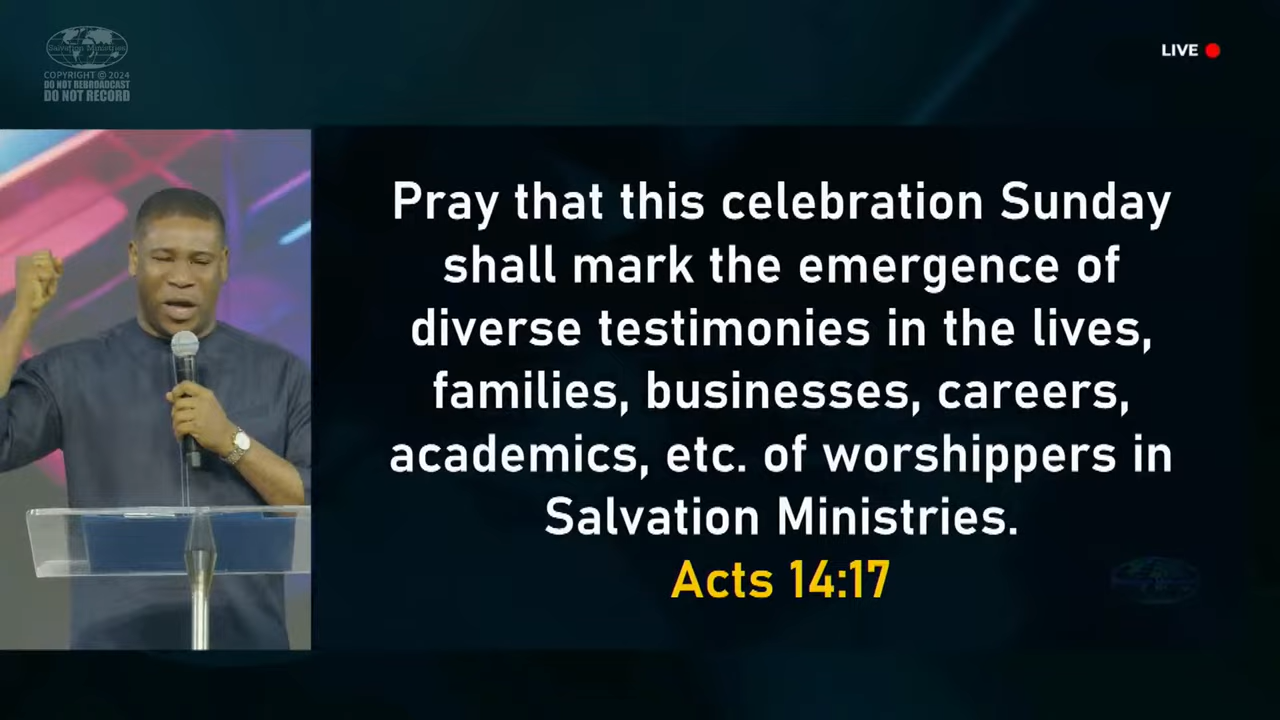 Salvation Ministries
COPYRIGHT © 2024
DO NOT REBROADCAST
DO NOT RECORD
LIVE
Pray that this celebration Sunday
shall mark the emergence of
diverse testimonies in the lives,
families, businesses, careers,
academics, etc. of worshippers in
Salvation Ministries.
Acts 14:17